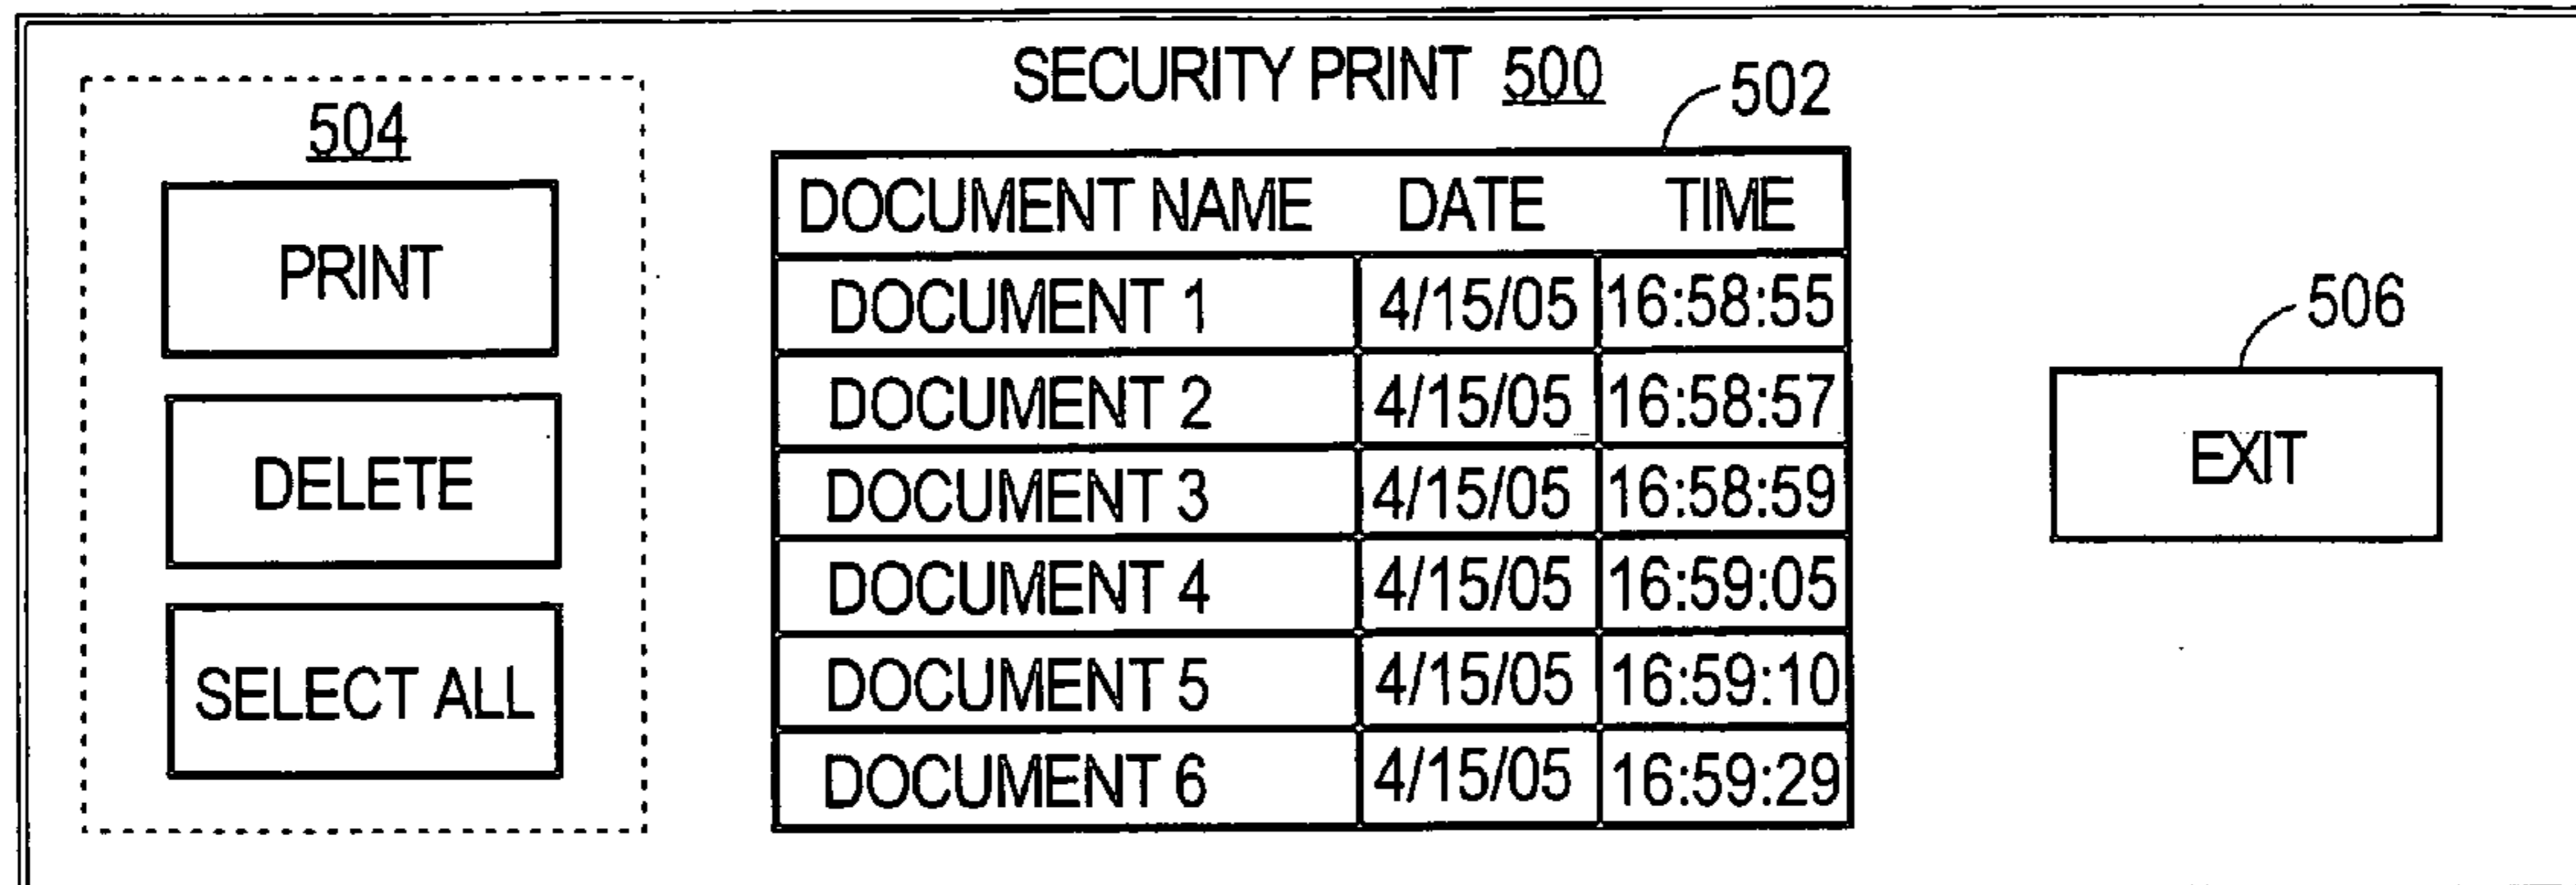 SECURITY PRINT 500
502
504
PRINT
DELETE
SELECT ALL
DOCUMENT NAME DATE TIME
DOCUMENT 1 4/15/05 16:58:55
DOCUMENT 2 4/15/05 16:58:57
DOCUMENT 3 4/15/05 16:58:59
DOCUMENT 4 4/15/05 16:59:05
DOCUMENT 5 4/15/05 16:59:10
DOCUMENT 6 4/15/05 16:59:29
506
EXIT